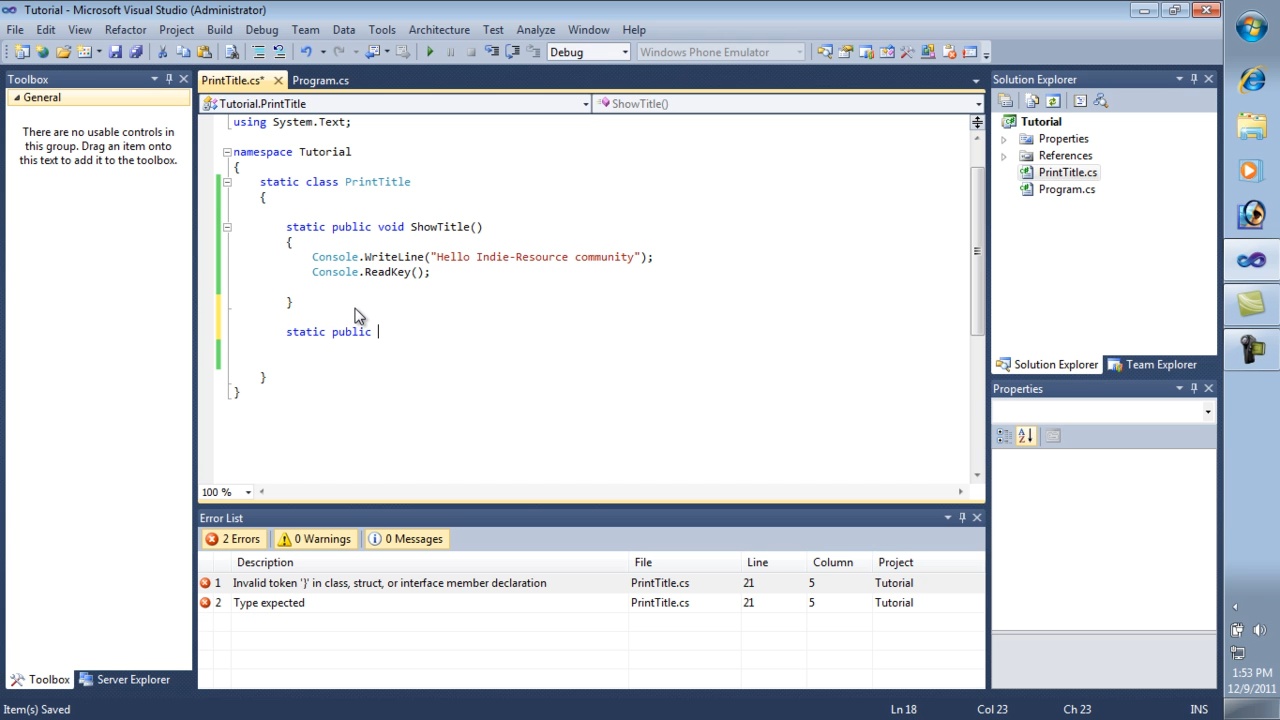 Tutorial - Microsoft Visual Studio (Administrator)
File Edit View Refactor Project Build Debug Team Data Tools Architecture Test Analyze Window Help
Debug Windows Phone Emulator
Toolbox
General
There are no usable controls in this group. Drag an item onto this text to add it to the toolbox.
Toolbox Server Explorer
PrintTitle.cs* Program.cs
Tutorial.PrintTitle ShowTitle()
using System.Text;
namespace Tutorial
{
static class PrintTitle
{
static public void ShowTitle()
{
Console.WriteLine("Hello Indie-Resource community");
Console.ReadKey();
}
static public
}
}
100 %
Error List
2 Errors 0 Warnings 0 Messages
Description File Line Column Project
1 Invalid token '}' in class, struct, or interface member declaration PrintTitle.cs 21 5 Tutorial
2 Type expected PrintTitle.cs 21 5 Tutorial
Solution Explorer
Tutorial
Properties
References
PrintTitle.cs
Program.cs
Solution Explorer Team Explorer
Properties
Item(s) Saved Ln 18 Col 23 Ch 23 INS
1:53 PM
12/9/2011